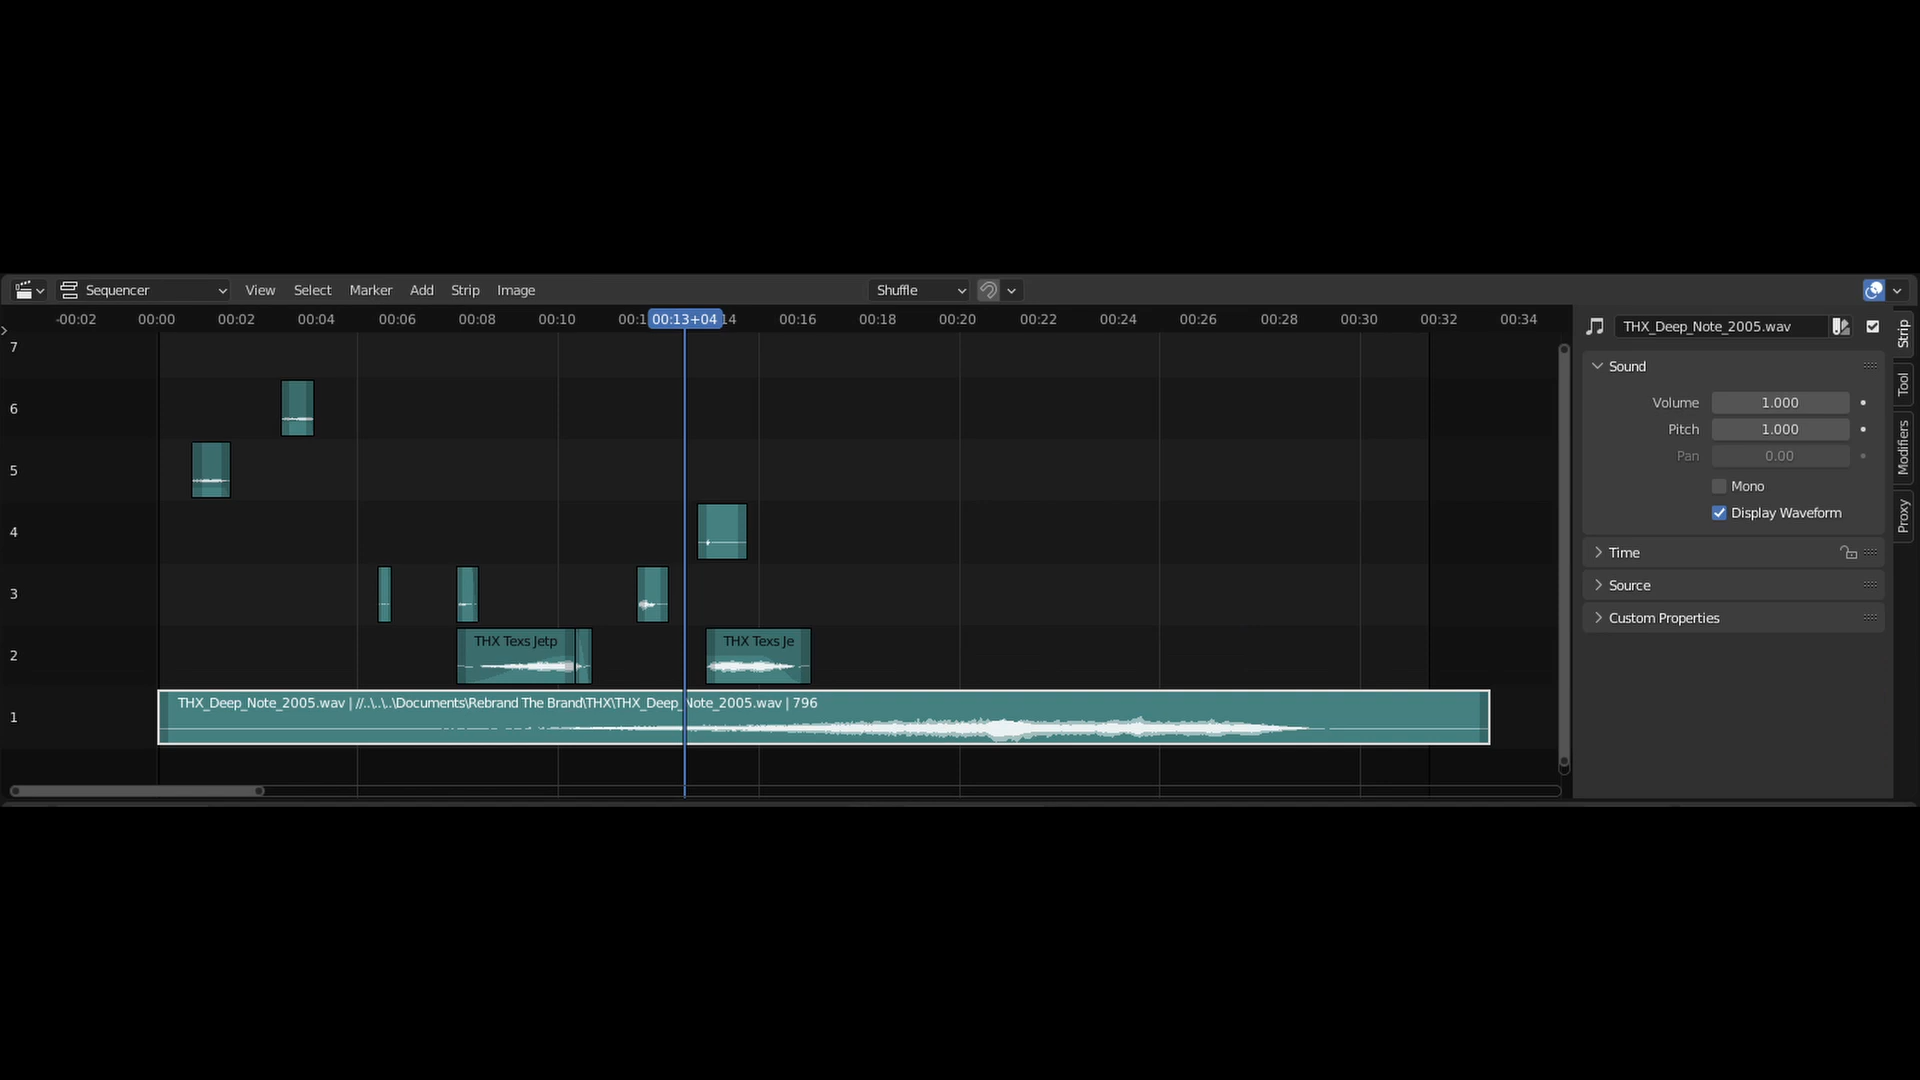 Sequencer View Select Marker Add Strip Image Shuffle
-00:02 00:00 00:02 00:04 00:06 00:08 00:10 00:1 00:13+04 14 00:16 00:18 00:20 00:22 00:24 00:26 00:28 00:30 00:32 00:34
7
6
5
4
3
2
THX Texs Jetp THX Texs Je
1
THX_Deep_Note_2005.wav | //..\..\..\Documents\Rebrand The Brand\THX\THX_Deep_Note_2005.wav | 796
THX_Deep_Note_2005.wav
Sound
Volume 1.000
Pitch 1.000
Pan 0.00
Mono
Display Waveform
Time
Source
Custom Properties
Strip
Tool
Modifiers
Proxy